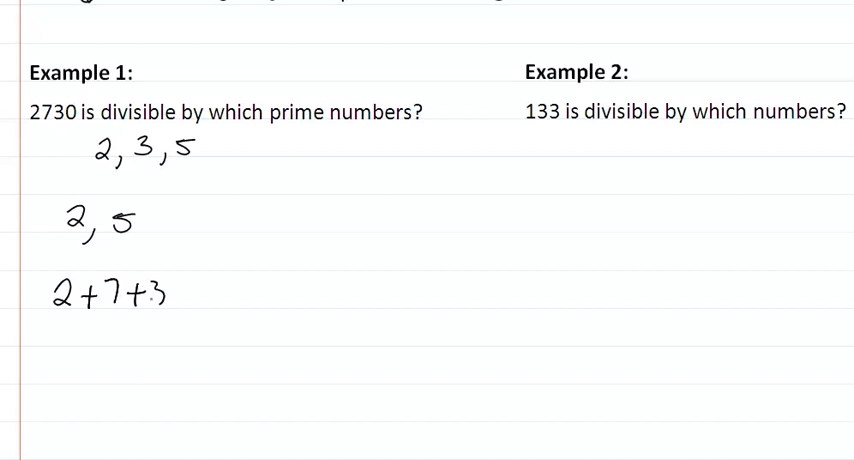 Example 1:
2730 is divisible by which prime numbers?
2, 3, 5
2, 5
2+7+3
Example 2:
133 is divisible by which numbers?